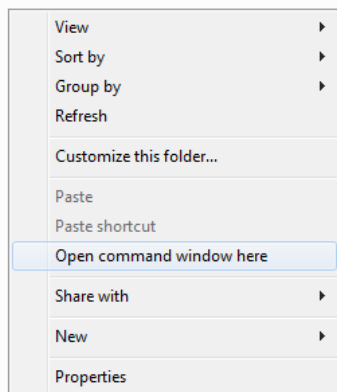 View
Sort by
Group by
Refresh
Customize this folder...
Paste
Paste shortcut
Open command window here
Share with
New
Properties